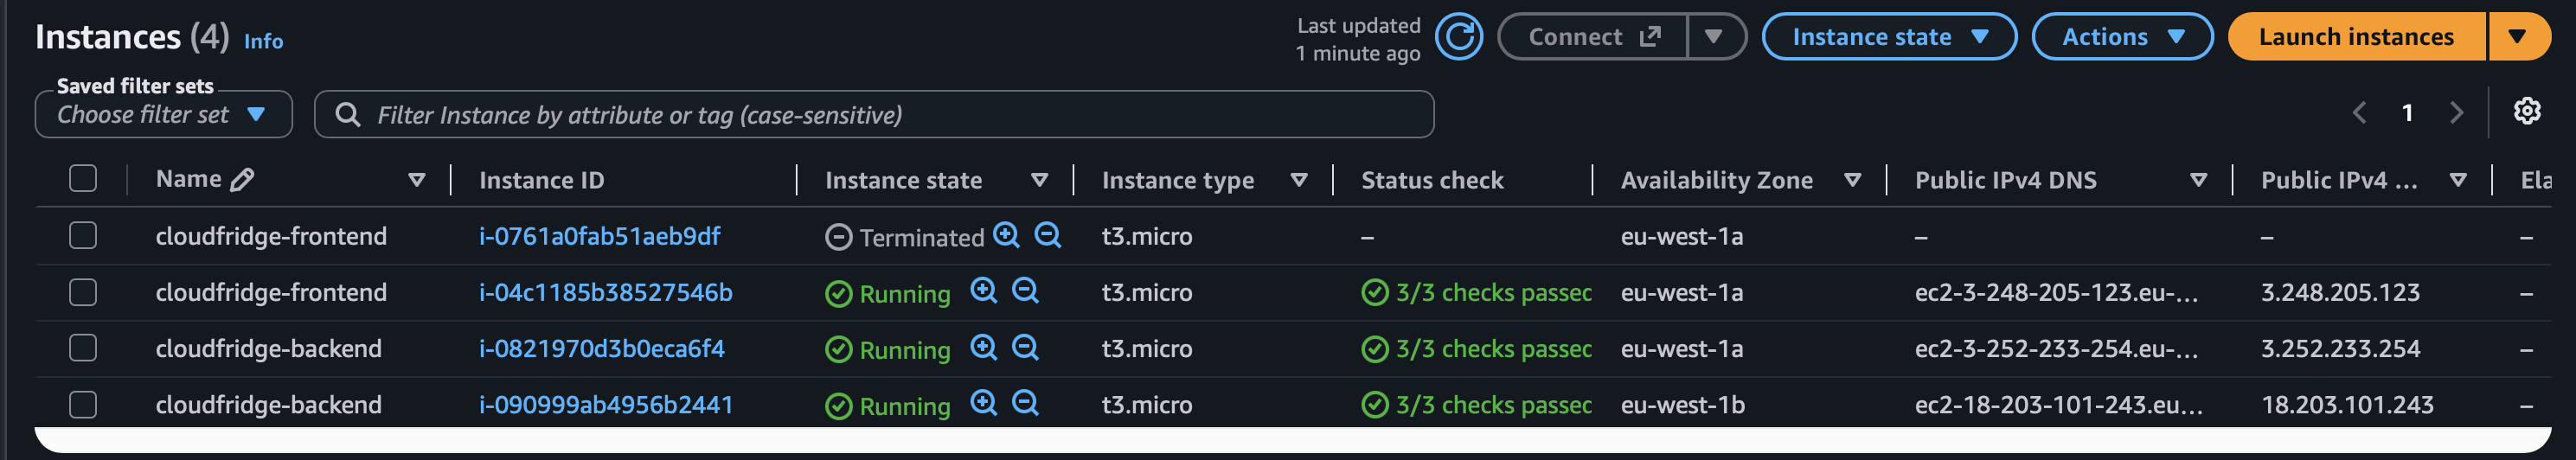 Instances (4) Info
Last updated
1 minute ago
Connect
Instance state
Actions
Launch instances
Saved filter sets
Choose filter set
Filter Instance by attribute or tag (case-sensitive)
1
Name Instance ID Instance state Instance type Status check Availability Zone Public IPv4 DNS Public IPv4 ... Ela
cloudfridge-frontend i-0761a0fab51aeb9df Terminated t3.micro – eu-west-1a – – –
cloudfridge-frontend i-04c1185b38527546b Running t3.micro 3/3 checks passec eu-west-1a ec2-3-248-205-123.eu-... 3.248.205.123 –
cloudfridge-backend i-0821970d3b0eca6f4 Running t3.micro 3/3 checks passec eu-west-1a ec2-3-252-233-254.eu-... 3.252.233.254 –
cloudfridge-backend i-090999ab4956b2441 Running t3.micro 3/3 checks passec eu-west-1b ec2-18-203-101-243.eu... 18.203.101.243 –